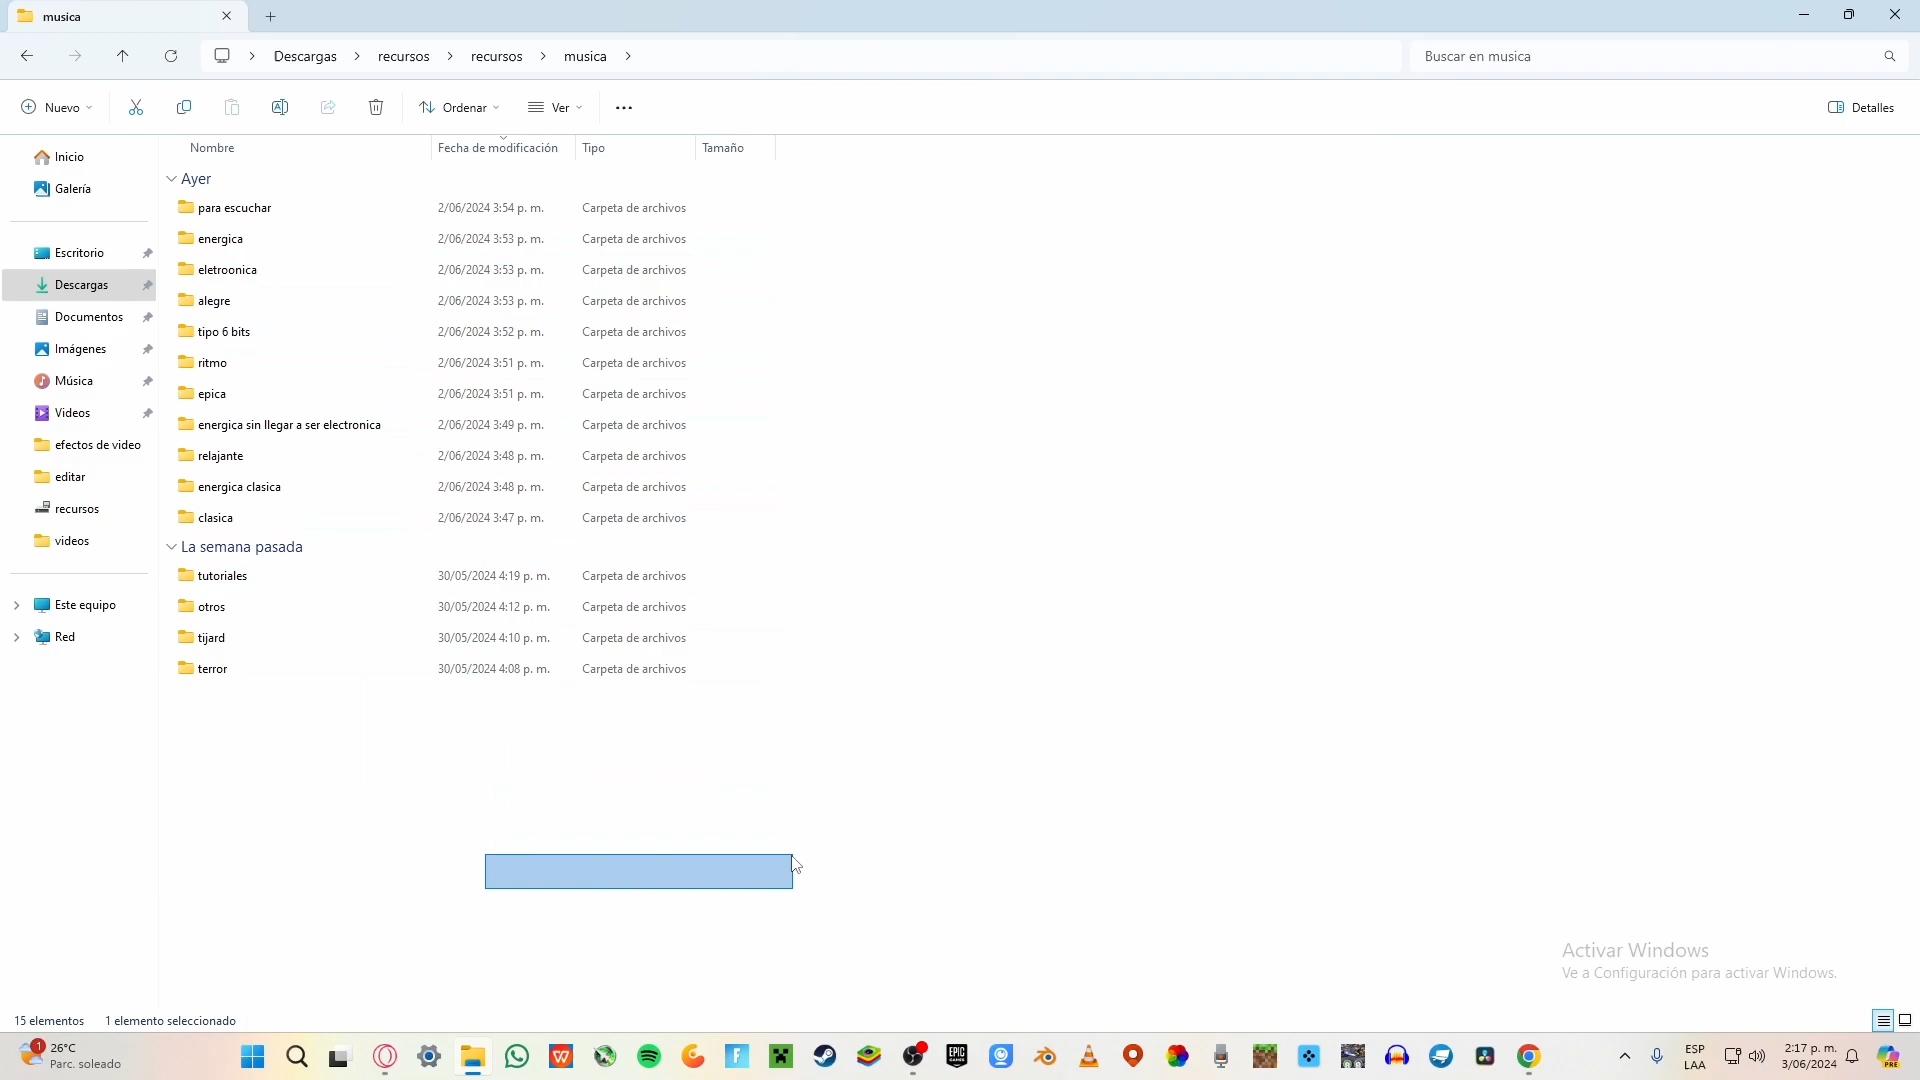 musica
Descargas
recursos
recursos
musica
Buscar en musica
Nuevo
Ordenar
Ver
Detalles
Inicio
Galería
Escritorio
Descargas
Documentos
Imágenes
Música
Videos
efectos de video
editar
recursos
videos
Este equipo
Red
Nombre Fecha de modificación Tipo Tamaño
Ayer
para escuchar 2/06/2024 3:54 p. m. Carpeta de archivos
energica 2/06/2024 3:53 p. m. Carpeta de archivos
eletroonica 2/06/2024 3:53 p. m. Carpeta de archivos
alegre 2/06/2024 3:53 p. m. Carpeta de archivos
tipo 6 bits 2/06/2024 3:52 p. m. Carpeta de archivos
ritmo 2/06/2024 3:51 p. m. Carpeta de archivos
epica 2/06/2024 3:51 p. m. Carpeta de archivos
energica sin llegar a ser electronica 2/06/2024 3:49 p. m. Carpeta de archivos
relajante 2/06/2024 3:48 p. m. Carpeta de archivos
energica clasica 2/06/2024 3:48 p. m. Carpeta de archivos
clasica 2/06/2024 3:47 p. m. Carpeta de archivos
La semana pasada
tutoriales 30/05/2024 4:19 p. m. Carpeta de archivos
otros 30/05/2024 4:12 p. m. Carpeta de archivos
tijard 30/05/2024 4:10 p. m. Carpeta de archivos
terror 30/05/2024 4:08 p. m. Carpeta de archivos
Activar Windows
Ve a Configuración para activar Windows.
15 elementos 1 elemento seleccionado
1
26°C
Parc. soleado
EPIC
GAMES
ESP
LAA
2:17 p. m.
3/06/2024
PRE